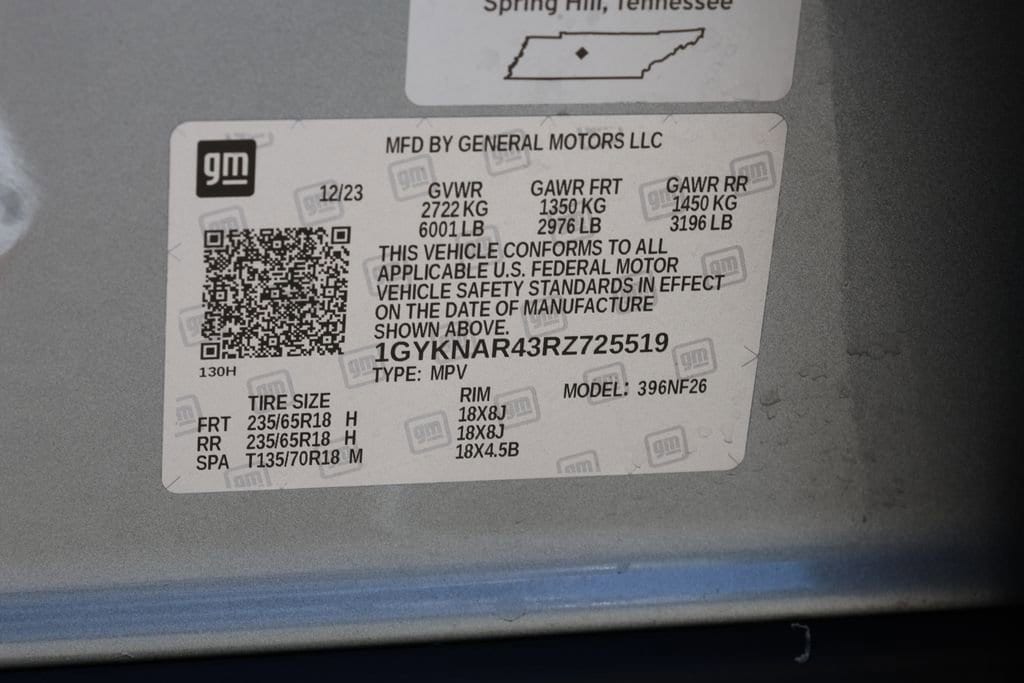 Spring Hill, Tennessee
gm
MFD BY GENERAL MOTORS LLC
12/23
GVWR GAWR FRT GAWR RR
2722 KG 1350 KG 1450 KG
6001 LB 2976 LB 3196 LB
THIS VEHICLE CONFORMS TO ALL
APPLICABLE U.S. FEDERAL MOTOR
VEHICLE SAFETY STANDARDS IN EFFECT
ON THE DATE OF MANUFACTURE
SHOWN ABOVE.
1GYKNAR43RZ725519
130H
TYPE: MPV
MODEL: 396NF26
TIRE SIZE RIM
FRT 235/65R18 H 18X8J
RR 235/65R18 H 18X8J
SPA T135/70R18 M 18X4.5B